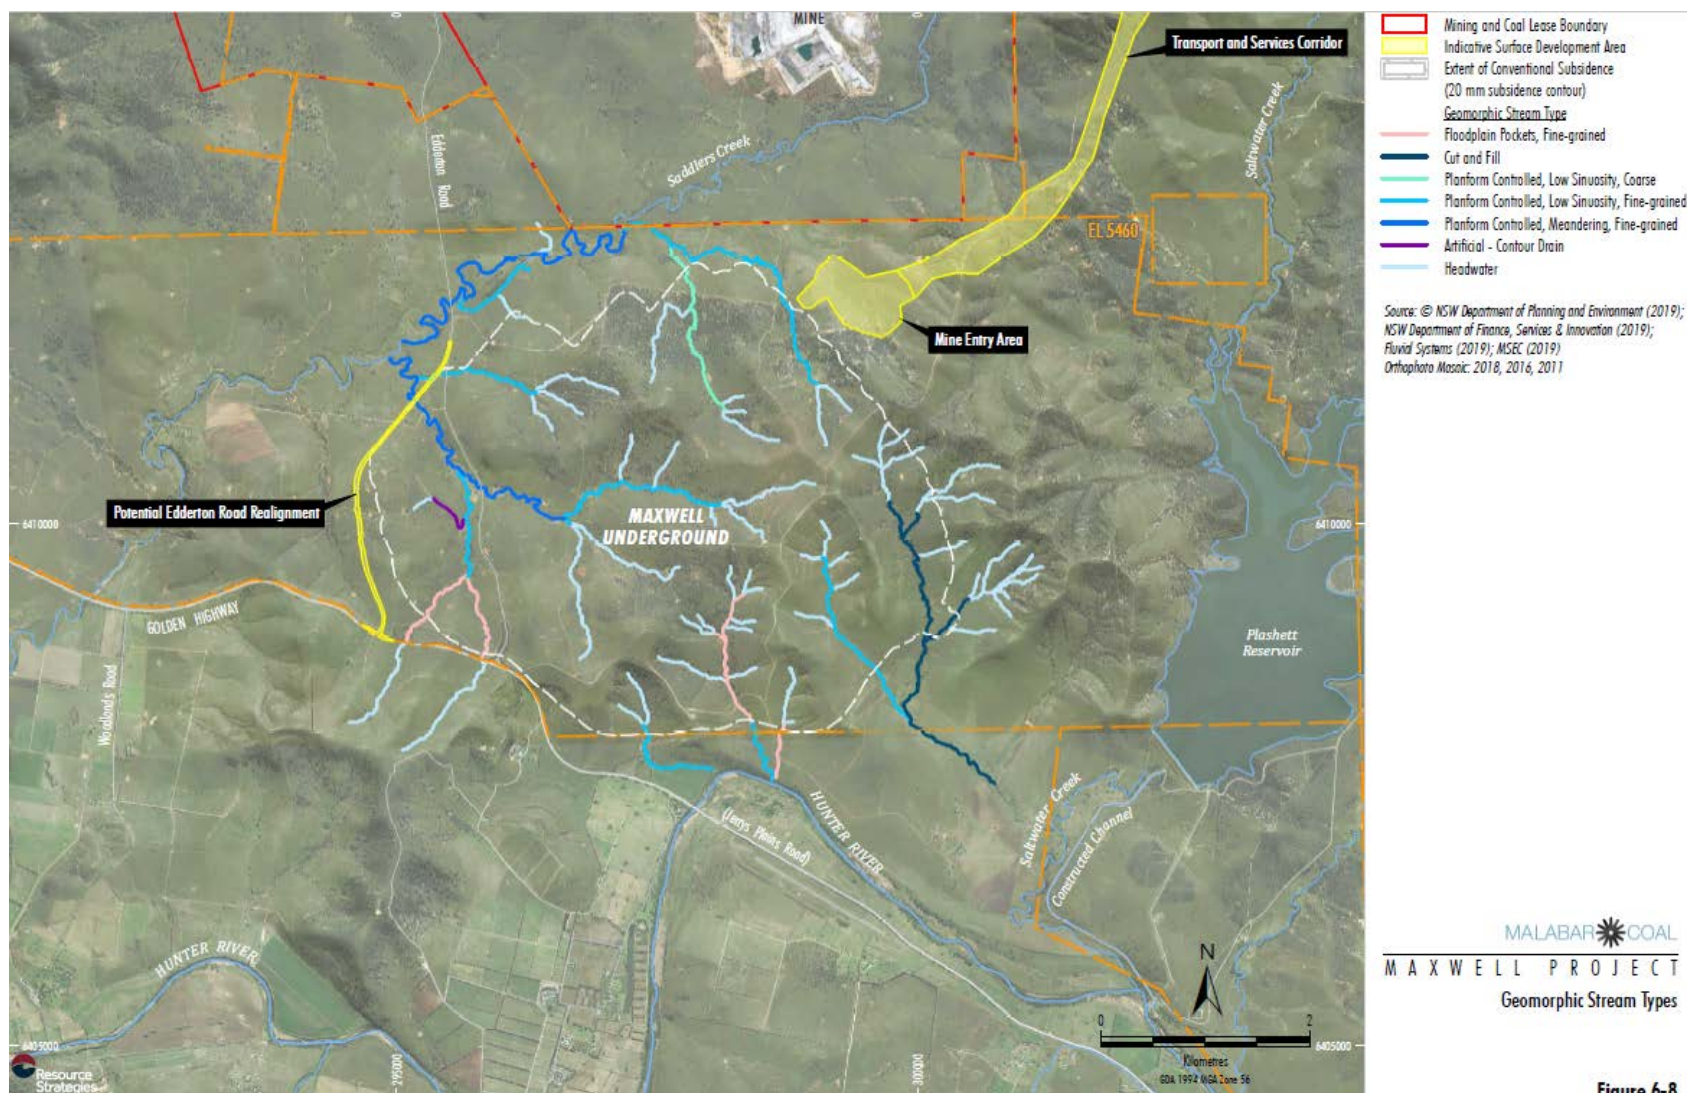 MINE
Transport and Services Corridor
Saltwater Creek
Edderton Road
Saddlers Creek
EL 5460
Mine Entry Area
Potential Edderton Road Realignment
MAXWELL
UNDERGROUND
6410000
6410000
GOLDEN HIGHWAY
Woodlands Road
Plashett
Reservoir
HUNTER RIVER
(Jerrys Plains Road)
Saltwater Creek
Constructed Channel
HUNTER RIVER
N
0
2
Kilometres
GDA 1994 MGA Zone 56
6405000
6405000
295000
300000
Resource
Strategies
Mining and Coal Lease Boundary
Indicative Surface Development Area
Extent of Conventional Subsidence
(20 mm subsidence contour)
Geomorphic Stream Type
Floodplain Pockets, Fine-grained
Cut and Fill
Planform Controlled, Low Sinuosity, Coarse
Planform Controlled, Low Sinuosity, Fine-grained
Planform Controlled, Meandering, Fine-grained
Artificial - Contour Drain
Headwater
Source: © NSW Department of Planning and Environment (2019);
NSW Department of Finance, Services & Innovation (2019);
Fluvial Systems (2019); MSEC (2019)
Orthophoto Mosaic: 2018, 2016, 2011
MALABAR COAL
MAXWELL PROJECT
Geomorphic Stream Types
Figure 6-8